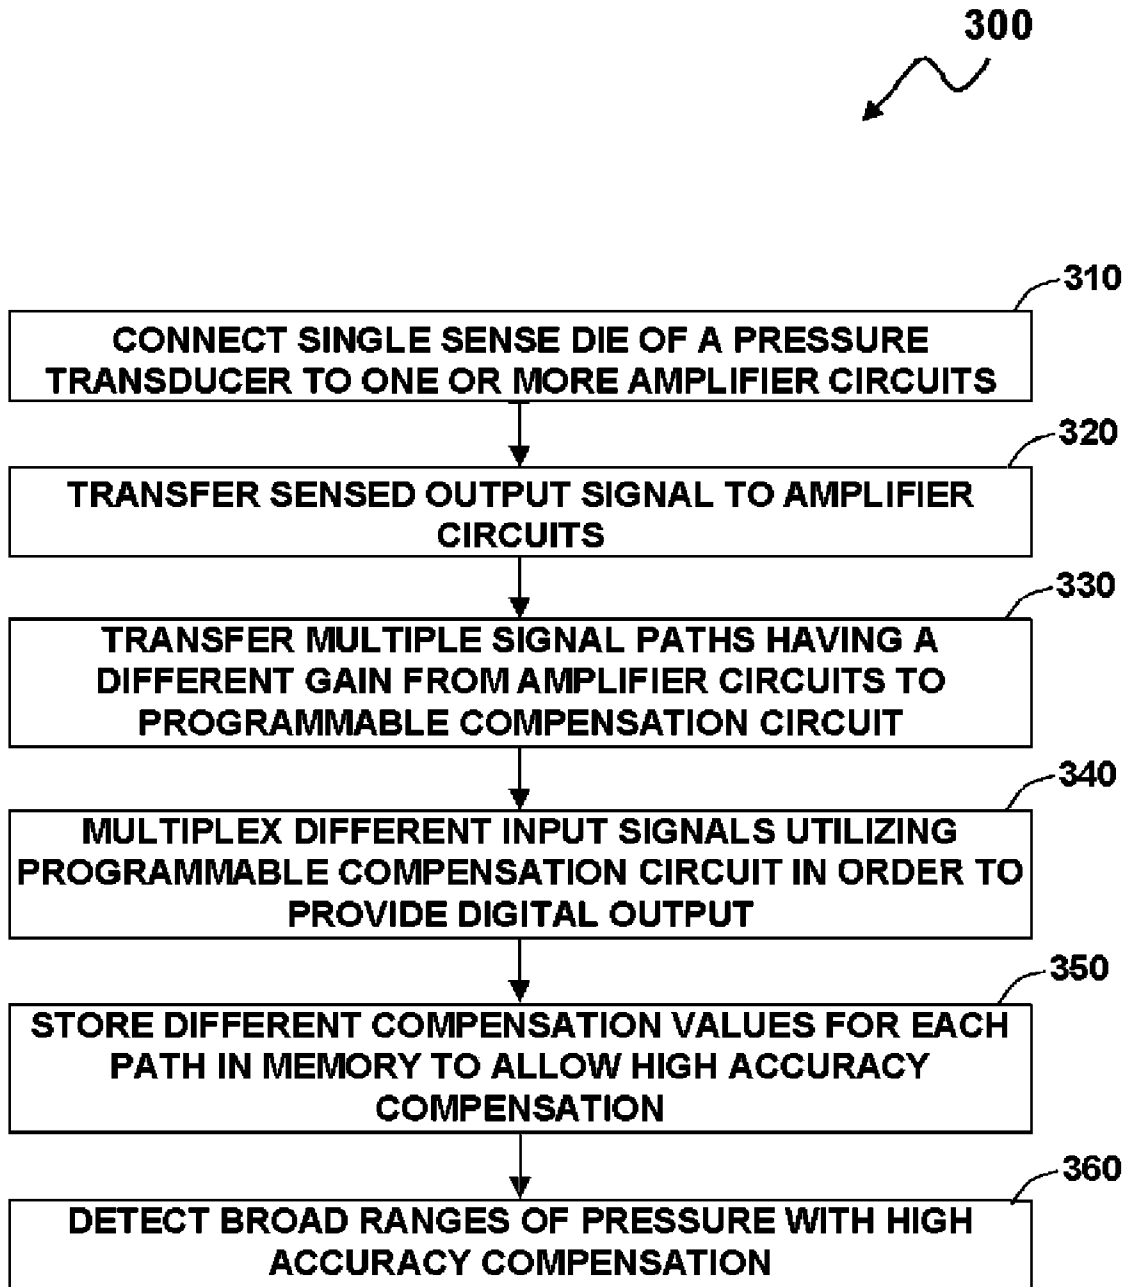 300
310
CONNECT SINGLE SENSE DIE OF A PRESSURE
TRANSDUCER TO ONE OR MORE AMPLIFIER CIRCUITS
320
TRANSFER SENSED OUTPUT SIGNAL TO AMPLIFIER
CIRCUITS
330
TRANSFER MULTIPLE SIGNAL PATHS HAVING A
DIFFERENT GAIN FROM AMPLIFIER CIRCUITS TO
PROGRAMMABLE COMPENSATION CIRCUIT
340
MULTIPLEX DIFFERENT INPUT SIGNALS UTILIZING
PROGRAMMABLE COMPENSATION CIRCUIT IN ORDER TO
PROVIDE DIGITAL OUTPUT
350
STORE DIFFERENT COMPENSATION VALUES FOR EACH
PATH IN MEMORY TO ALLOW HIGH ACCURACY
COMPENSATION
360
DETECT BROAD RANGES OF PRESSURE WITH HIGH
ACCURACY COMPENSATION